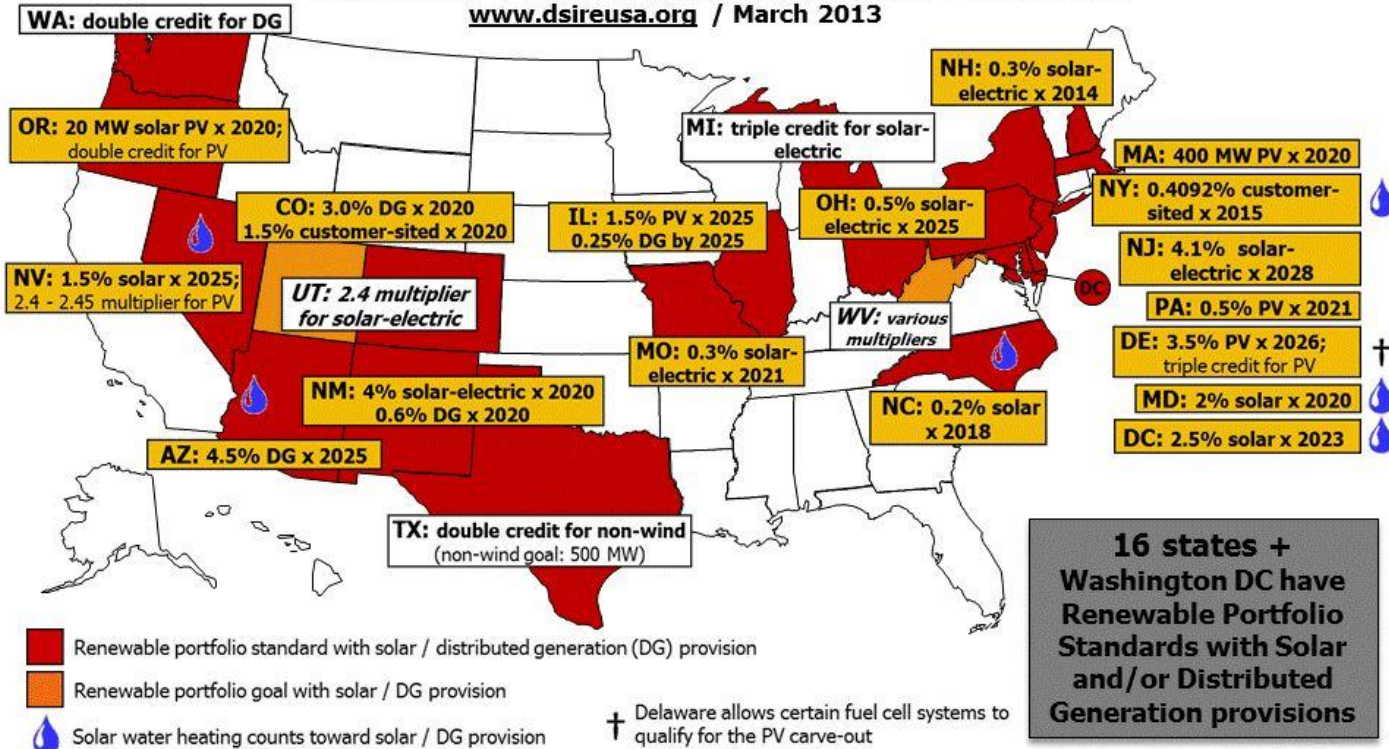 www.dsireusa.org / March 2013
WA: double credit for DG
NH: 0.3% solar-
electric x 2014
OR: 20 MW solar PV x 2020;
double credit for PV
MI: triple credit for solar-
electric
MA: 400 MW PV x 2020
NY: 0.4092% customer-
sited x 2015
CO: 3.0% DG x 2020
1.5% customer-sited x 2020
IL: 1.5% PV x 2025
0.25% DG by 2025
OH: 0.5% solar-
electric x 2025
NJ: 4.1% solar-
electric x 2028
NV: 1.5% solar x 2025;
2.4 - 2.45 multiplier for PV
UT: 2.4 multiplier
for solar-electric
DC
PA: 0.5% PV x 2021
WV: various
multipliers
DE: 3.5% PV x 2026;
triple credit for PV
†
MO: 0.3% solar-
electric x 2021
NM: 4% solar-electric x 2020
0.6% DG x 2020
NC: 0.2% solar
x 2018
MD: 2% solar x 2020
DC: 2.5% solar x 2023
AZ: 4.5% DG x 2025
TX: double credit for non-wind
(non-wind goal: 500 MW)
16 states +
Washington DC have
Renewable Portfolio
Standards with Solar
and/or Distributed
Generation provisions
Renewable portfolio standard with solar / distributed generation (DG) provision
Renewable portfolio goal with solar / DG provision
Solar water heating counts toward solar / DG provision
† Delaware allows certain fuel cell systems to
qualify for the PV carve-out